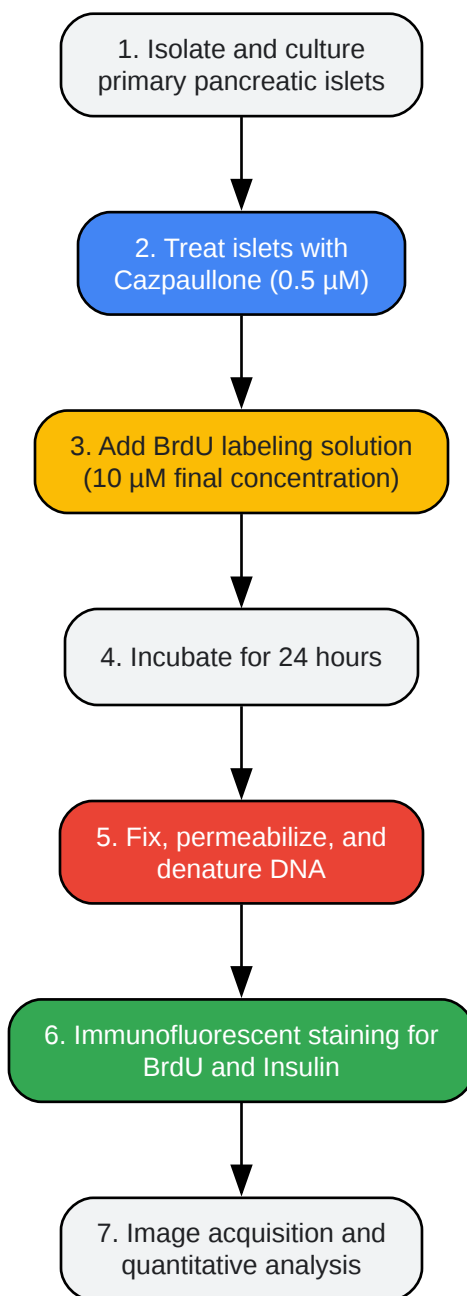 1. Isolate and culture
primary pancreatic islets
2. Treat islets with
Cazpaullone (0.5 µM)
3. Add BrdU labeling solution
(10 µM final concentration)
4. Incubate for 24 hours
5. Fix, permeabilize, and
denature DNA
6. Immunofluorescent staining for
BrdU and Insulin
7. Image acquisition and
quantitative analysis